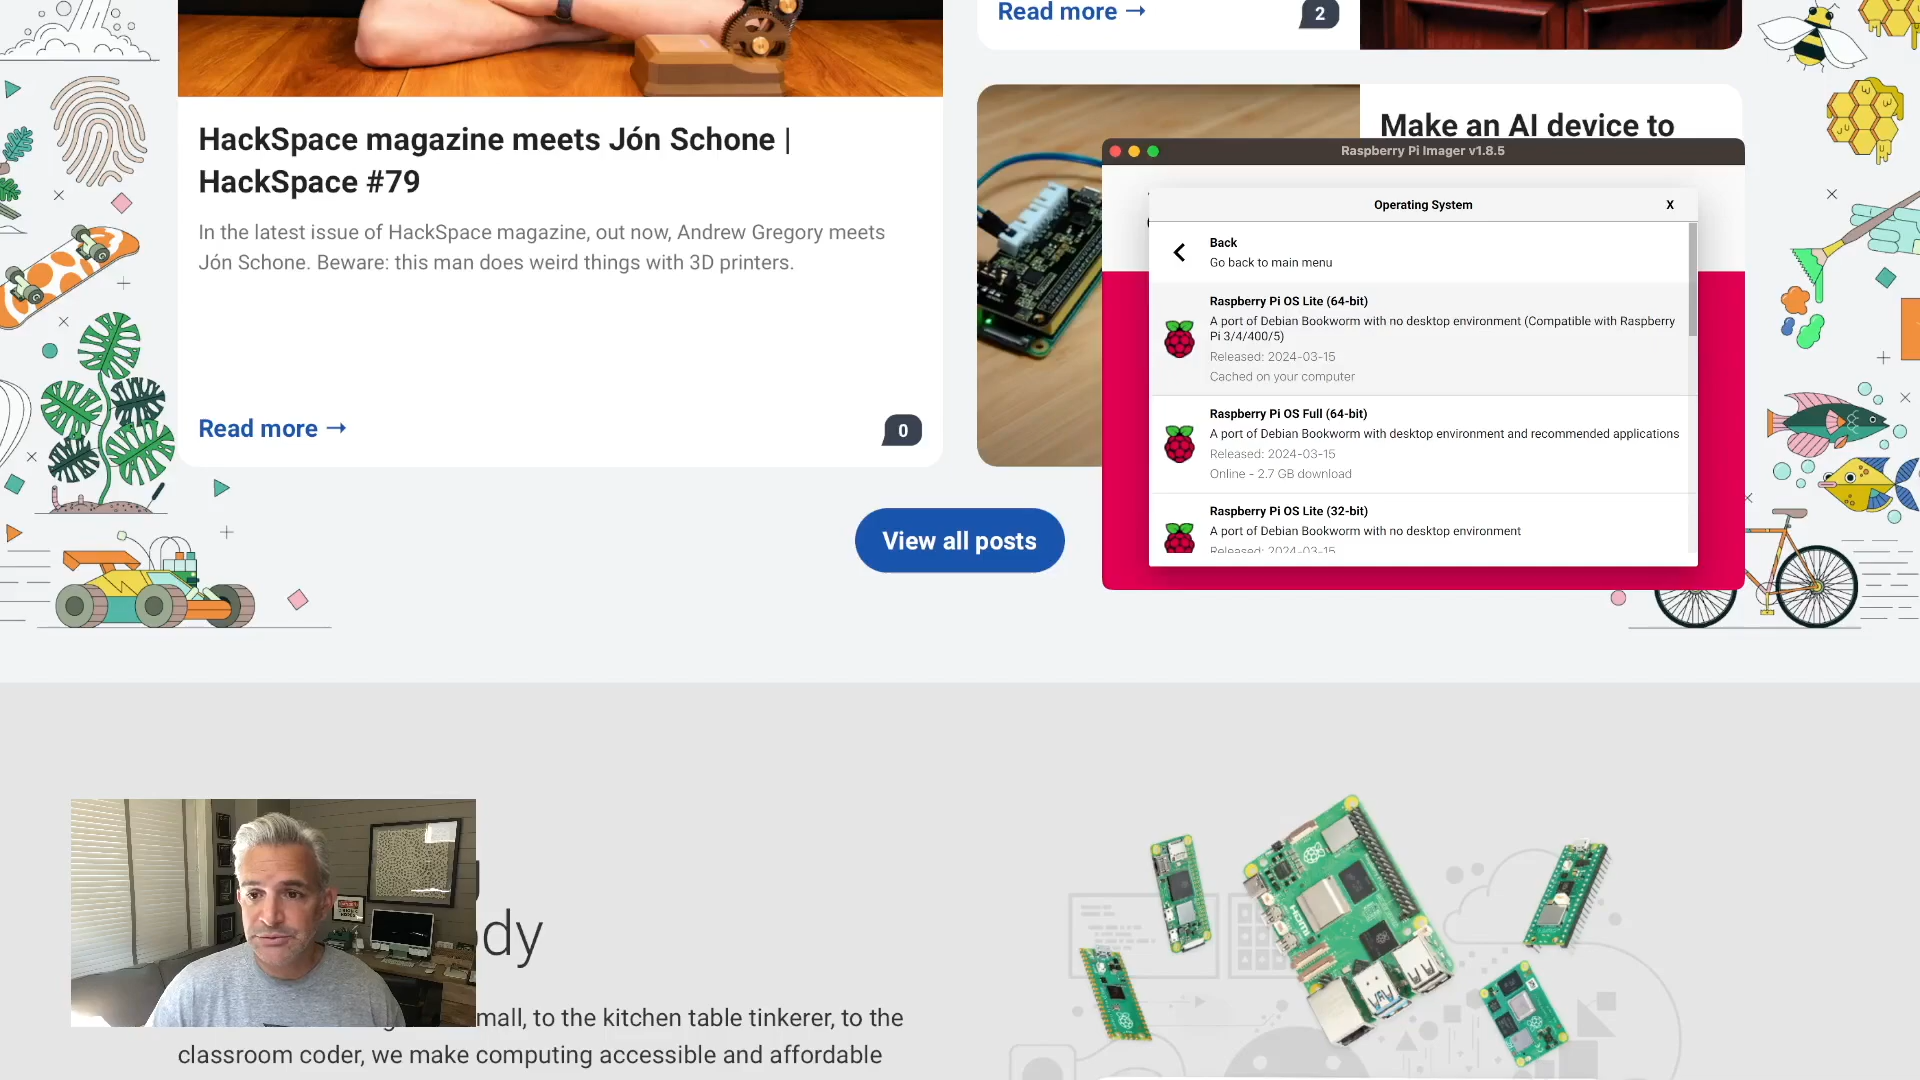 Read more →
2
HackSpace magazine meets Jón Schone |
HackSpace #79
In the latest issue of HackSpace magazine, out now, Andrew Gregory meets
Jón Schone. Beware: this man does weird things with 3D printers.
Read more →
0
Make an AI device to
Raspberry Pi Imager v1.8.5
Operating System
X
Back
Go back to main menu
Raspberry Pi OS Lite (64-bit)
A port of Debian Bookworm with no desktop environment (Compatible with Raspberry
Pi 3/4/400/5)
Released: 2024-03-15
Cached on your computer
Raspberry Pi OS Full (64-bit)
A port of Debian Bookworm with desktop environment and recommended applications
Released: 2024-03-15
Online - 2.7 GB download
Raspberry Pi OS Lite (32-bit)
A port of Debian Bookworm with no desktop environment
Released: 2024-03-15
View all posts
dy
mall, to the kitchen table tinkerer, to the
classroom coder, we make computing accessible and affordable
HDMI